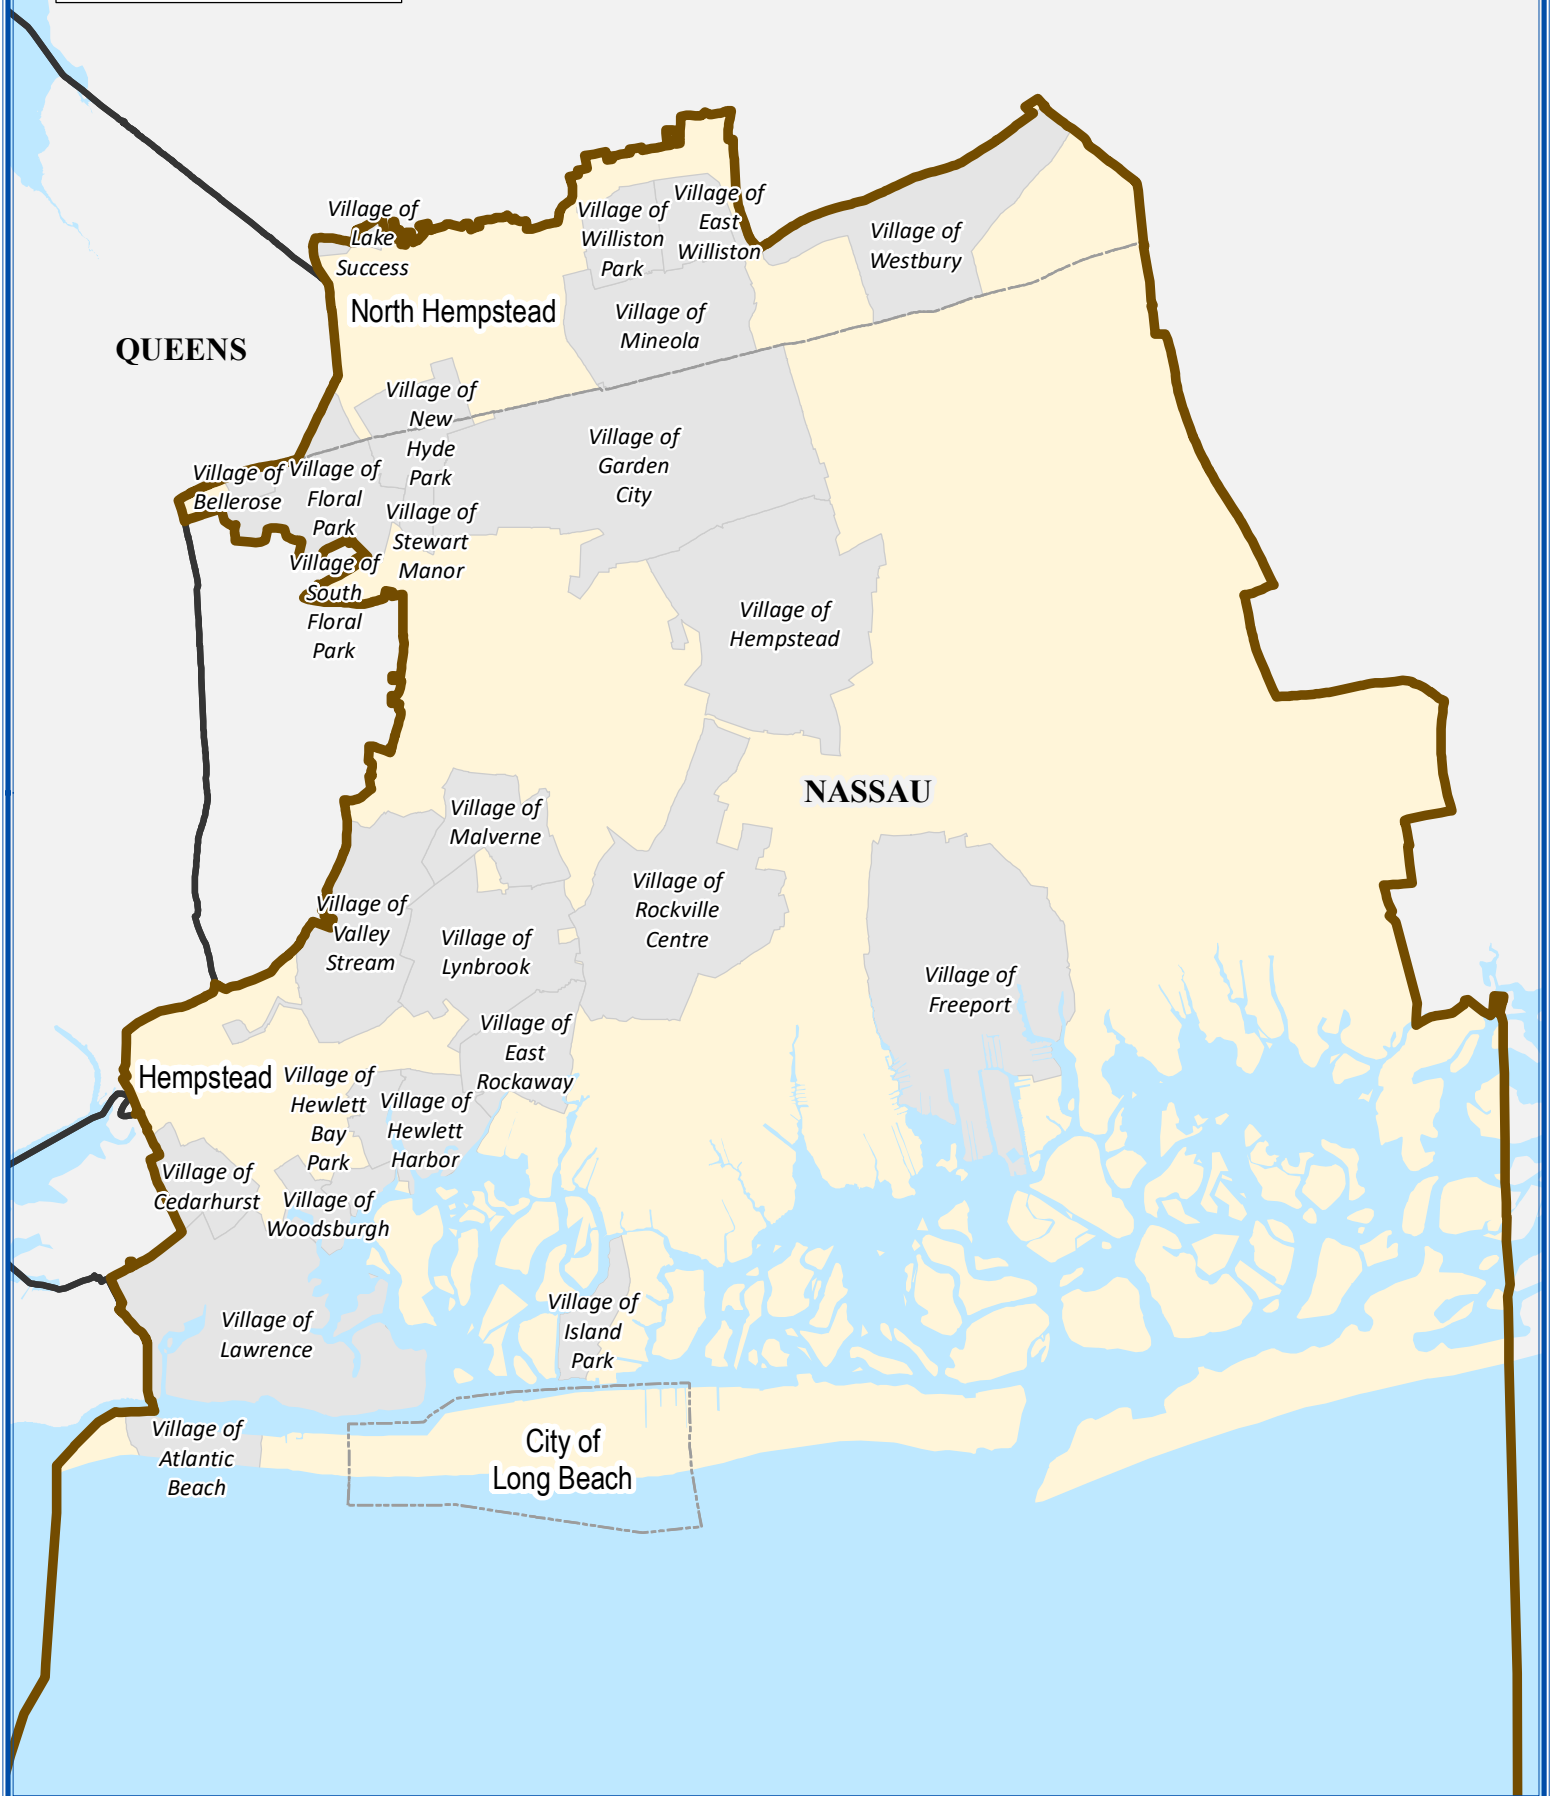 Village of
Lake
Success
Village of
Williston
Park
Village of
East
Williston
Village of
Westbury
North Hempstead
Village of
Mineola
QUEENS
Village of
New
Hyde
Park
Village of
Garden
City
Village of
Bellerose
Village of
Floral
Park
Village of
Stewart
Manor
Village of
South
Floral
Park
Village of
Hempstead
NASSAU
Village of
Malverne
Village of
Rockville
Centre
Village of
Valley
Stream
Village of
Lynbrook
Village of
Freeport
Village of
East
Rockaway
Hempstead
Village of
Hewlett
Bay
Park
Village of
Hewlett
Harbor
Village of
Cedarhurst
Village of
Woodsburgh
Village of
Lawrence
Village of
Island
Park
Village of
Atlantic
Beach
City of
Long Beach